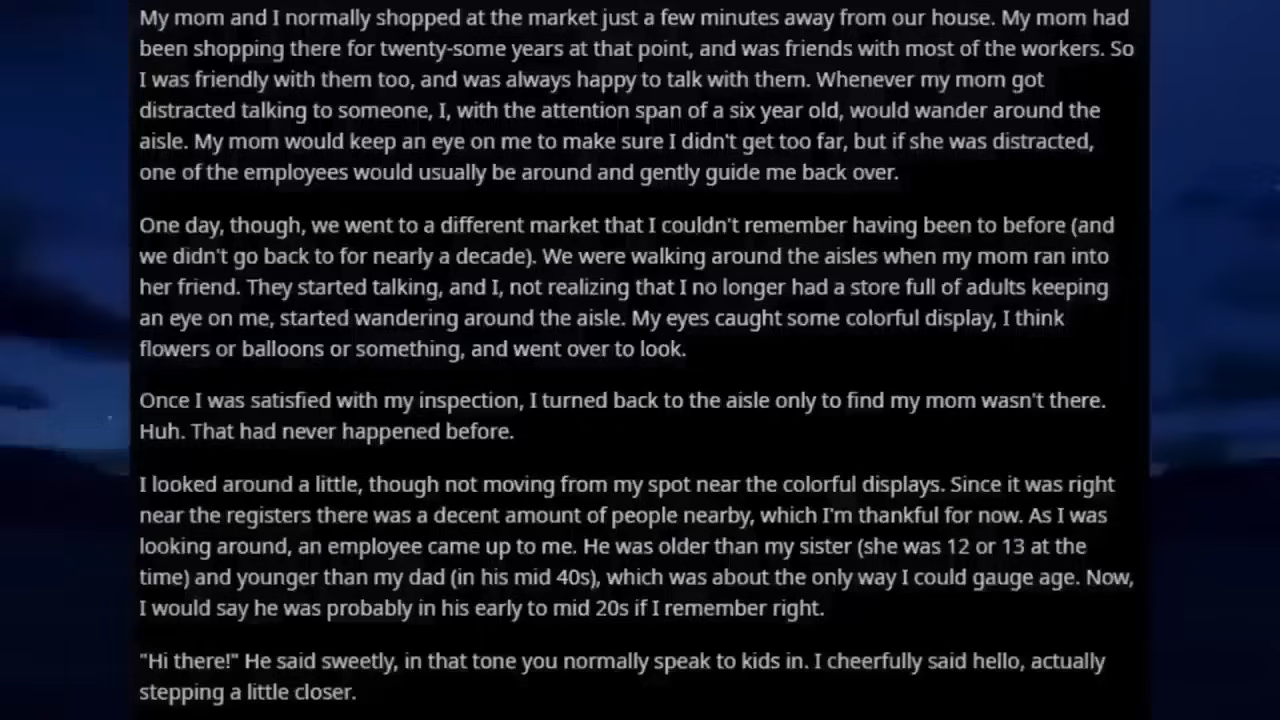 My mom and I normally shopped at the market just a few minutes away from our house. My mom had
been shopping there for twenty-some years at that point, and was friends with most of the workers. So
I was friendly with them too, and was always happy to talk with them. Whenever my mom got
distracted talking to someone, I, with the attention span of a six year old, would wander around the
aisle. My mom would keep an eye on me to make sure I didn't get too far, but if she was distracted,
one of the employees would usually be around and gently guide me back over.
One day, though, we went to a different market that I couldn't remember having been to before (and
we didn't go back to for nearly a decade). We were walking around the aisles when my mom ran into
her friend. They started talking, and I, not realizing that I no longer had a store full of adults keeping
an eye on me, started wandering around the aisle. My eyes caught some colorful display, I think
flowers or balloons or something, and went over to look.
Once I was satisfied with my inspection, I turned back to the aisle only to find my mom wasn't there.
Huh. That had never happened before.
I looked around a little, though not moving from my spot near the colorful displays. Since it was right
near the registers there was a decent amount of people nearby, which I'm thankful for now. As I was
looking around, an employee came up to me. He was older than my sister (she was 12 or 13 at the
time) and younger than my dad (in his mid 40s), which was about the only way I could gauge age. Now,
I would say he was probably in his early to mid 20s if I remember right.
"Hi there!" He said sweetly, in that tone you normally speak to kids in. I cheerfully said hello, actually
stepping a little closer.